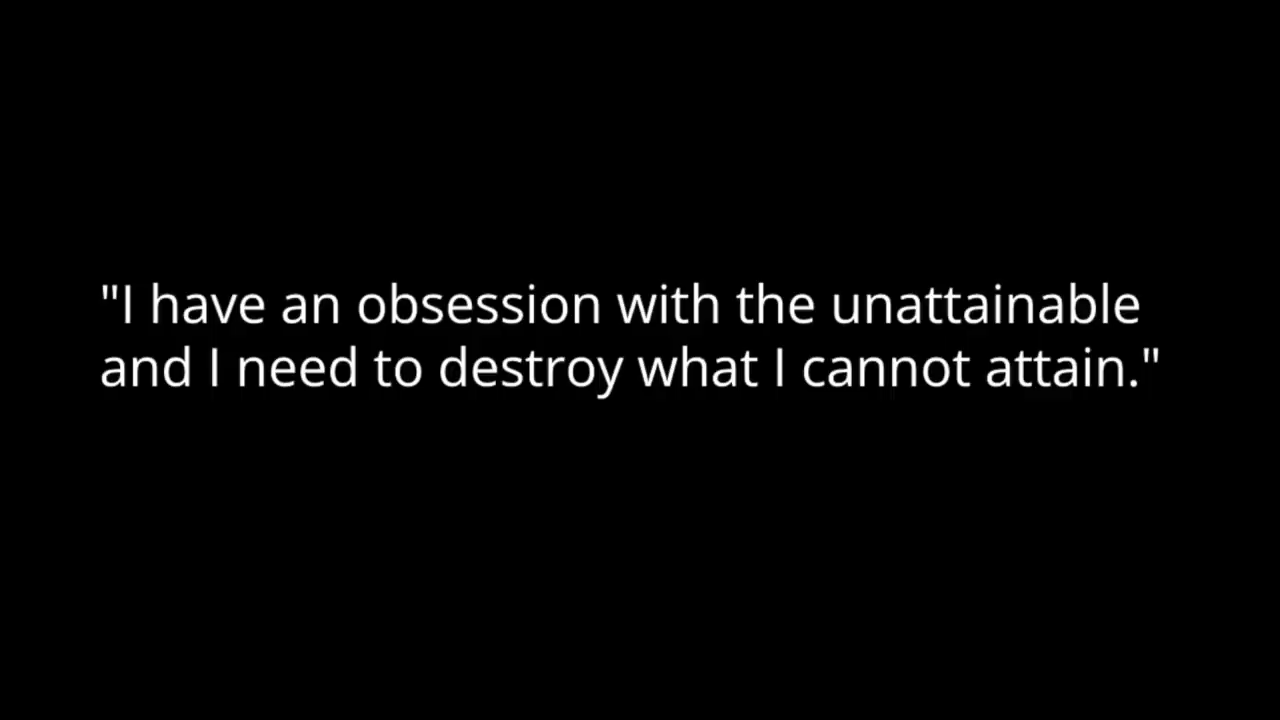 "I have an obsession with the unattainable
and I need to destroy what I cannot attain."